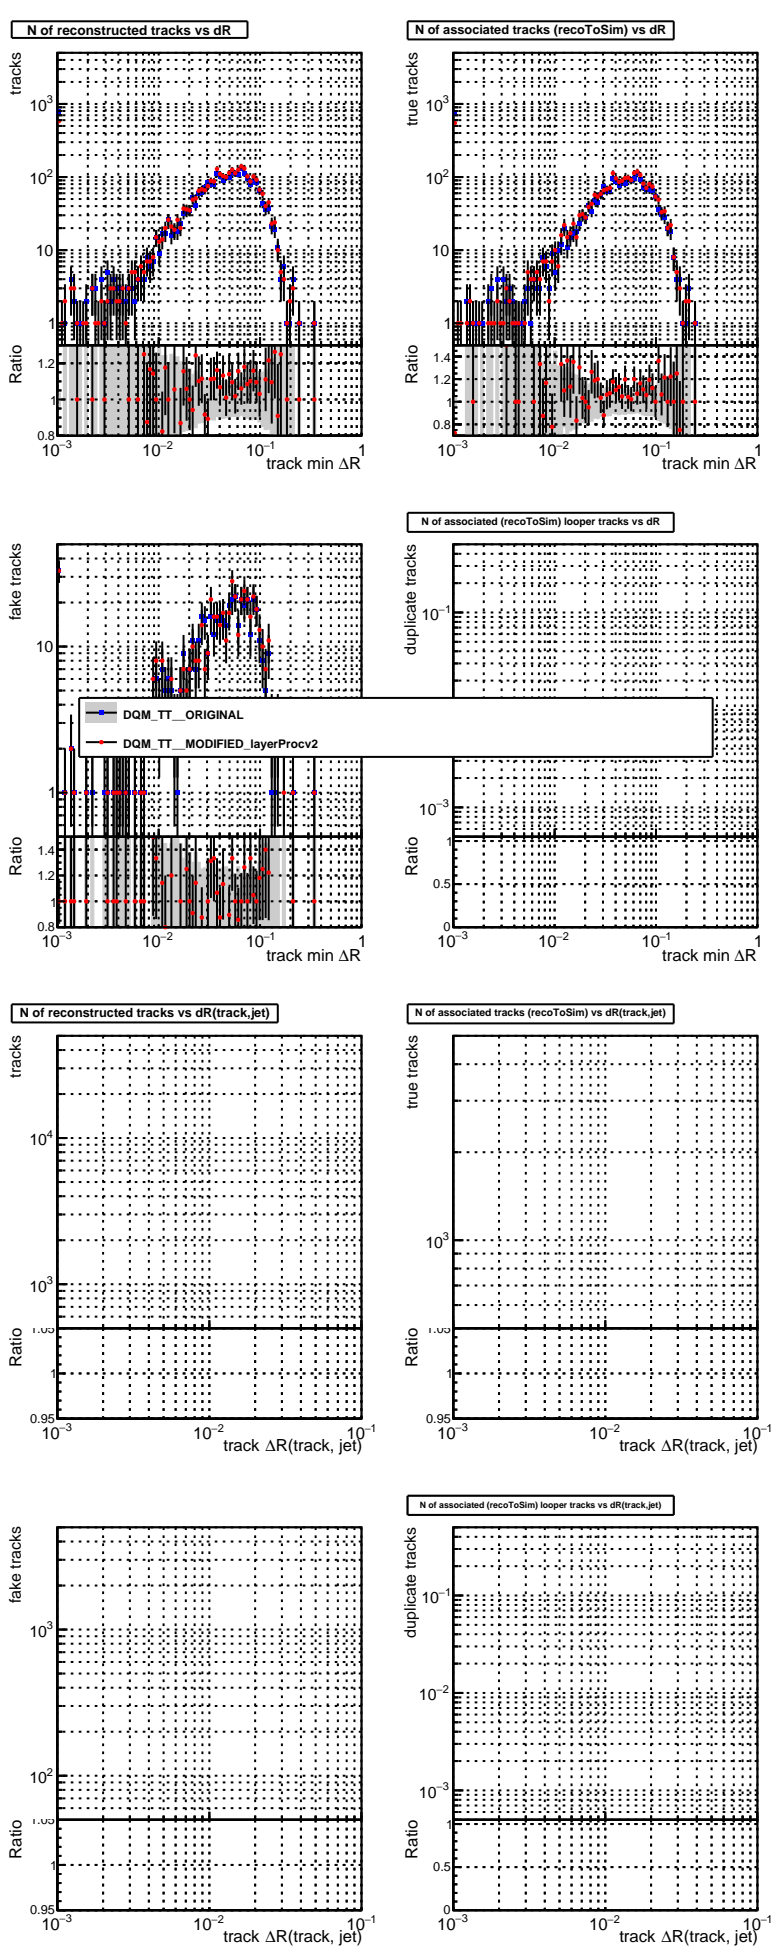 N of reconstructed tracks vs dR
N of associated tracks (recoToSim) vs dR
tracks
10³
10²
10
1
Ratio
1.2
1
0.8
10⁻³
10⁻²
10⁻¹
1
track min ΔR
true tracks
10³
10²
10
1
Ratio
1.4
1.2
1
0.8
10⁻³
10⁻²
10⁻¹
1
track min ΔR
N of associated (recoToSim) looper tracks vs dR
fake tracks
10
1
Ratio
1.4
1.2
1
0.8
10⁻³
10⁻²
10⁻¹
1
track min ΔR
duplicate tracks
10⁻¹
10⁻³
Ratio
1
0.5
0
10⁻³
10⁻²
10⁻¹
1
track min ΔR
DQM_TT__ORIGINAL
DQM_TT__MODIFIED_layerProcv2
N of reconstructed tracks vs dR(track,jet)
N of associated tracks (recoToSim) vs dR(track,jet)
tracks
10⁴
10³
Ratio
1.05
1
0.95
10⁻³
10⁻²
10⁻¹
track ΔR(track, jet)
true tracks
10³
Ratio
1.05
1
0.95
10⁻³
10⁻²
10⁻¹
track ΔR(track, jet)
N of associated (recoToSim) looper tracks vs dR(track,jet)
fake tracks
10³
10²
Ratio
1.05
1
0.95
10⁻³
10⁻²
10⁻¹
track ΔR(track, jet)
duplicate tracks
10⁻¹
10⁻²
10⁻³
Ratio
1
0.5
0
10⁻³
10⁻²
10⁻¹
track ΔR(track, jet)